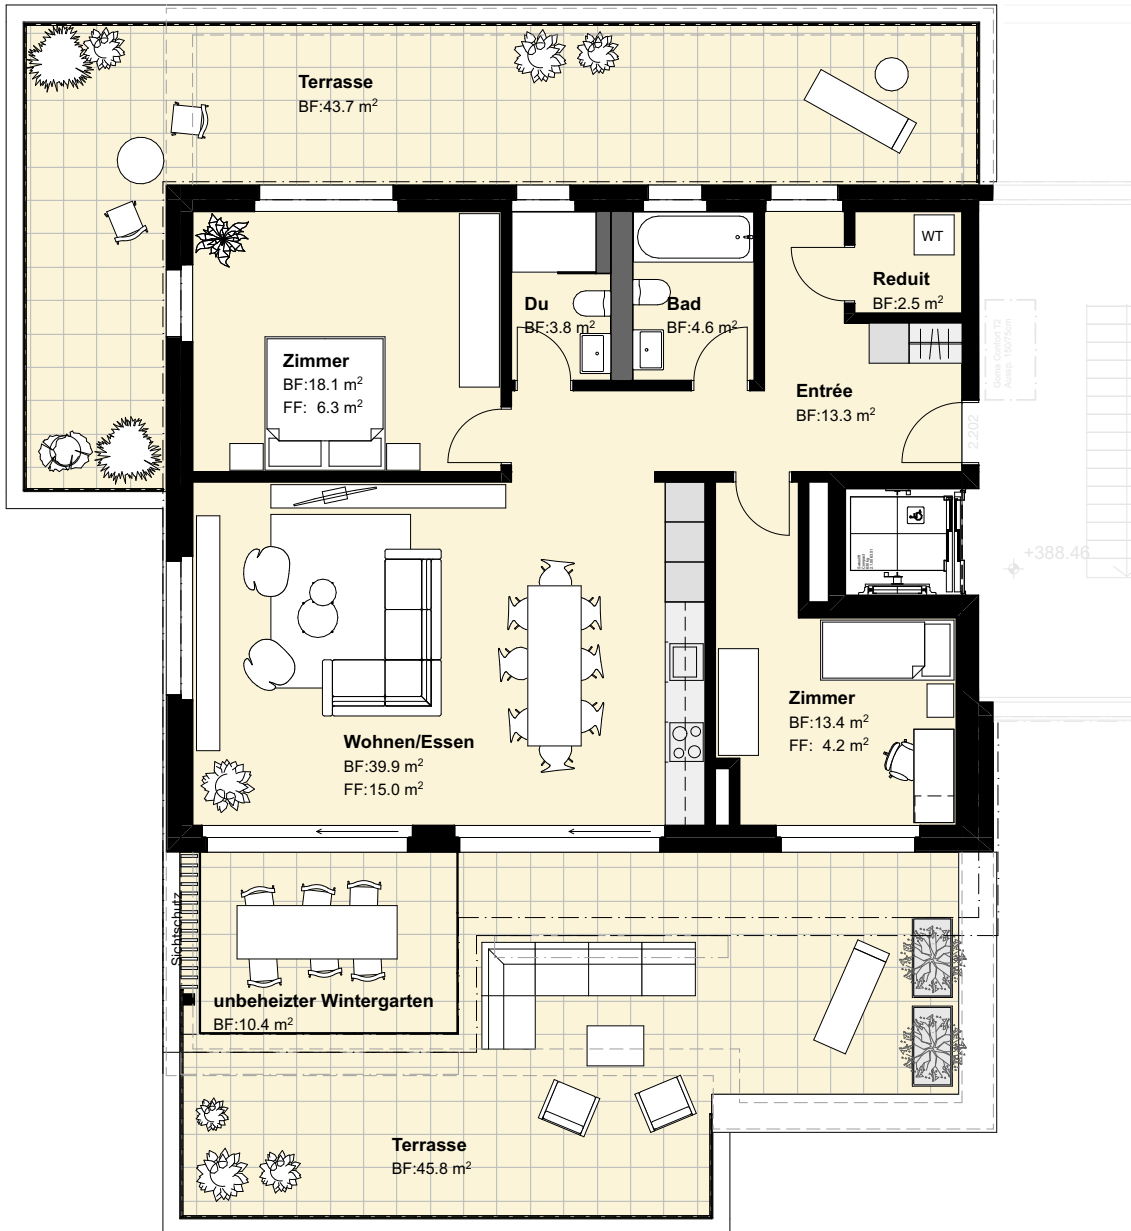 Terrasse
BF:43.7 m²
WT
Reduit
BF:2.5 m²
Du
BF:3.8 m²
Bad
BF:4.6 m²
Zimmer
BF:18.1 m²
FF: 6.3 m²
Entrée
BF:13.3 m²
2.202
+388.46
Zimmer
BF:13.4 m²
FF: 4.2 m²
Wohnen/Essen
BF:39.9 m²
FF:15.0 m²
Sichtschutz
unbeheizter Wintergarten
BF:10.4 m²
Terrasse
BF:45.8 m²